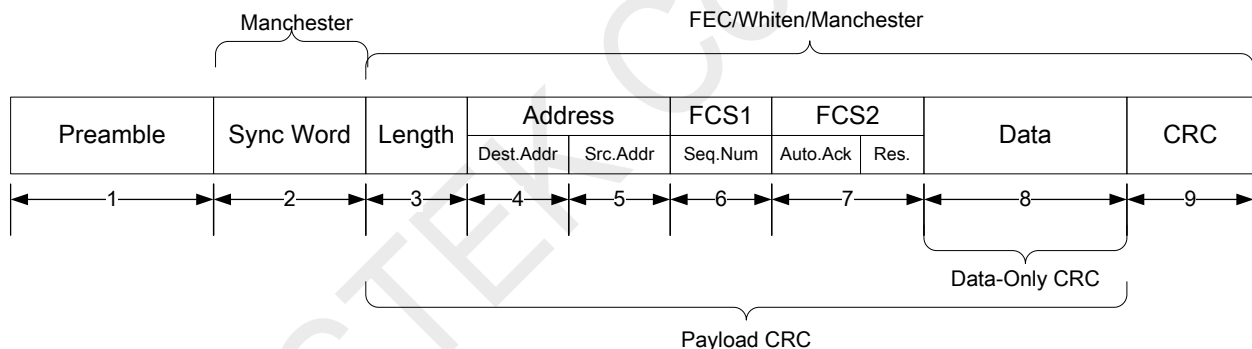 Manchester
FEC/Whiten/Manchester
Preamble
Sync Word
Length
Address
FCS1
FCS2
Data
CRC
Dest.Addr
Src.Addr
Seq.Num
Auto.Ack
Res.
1
2
3
4
5
6
7
8
9
Data-Only CRC
Payload CRC